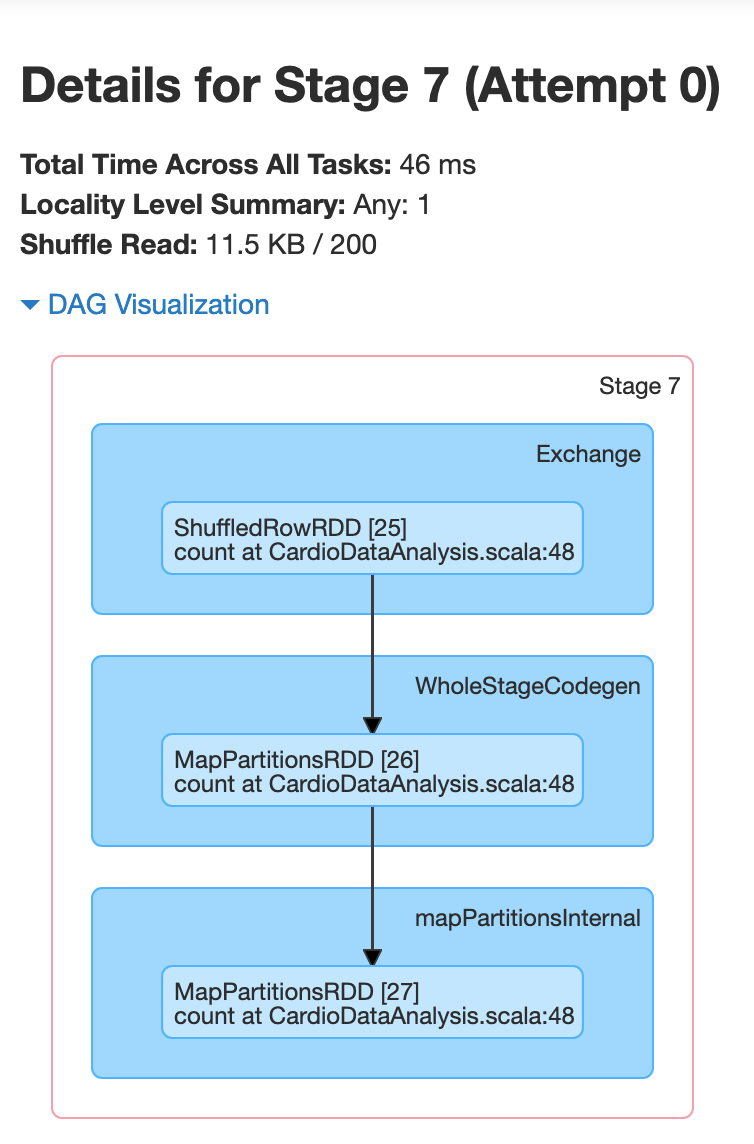 Details for Stage 7 (Attempt 0)
Total Time Across All Tasks: 46 ms
Locality Level Summary: Any: 1
Shuffle Read: 11.5 KB / 200
DAG Visualization
Stage 7
Exchange
ShuffledRowRDD [25]
count at CardioDataAnalysis.scala:48
WholeStageCodegen
MapPartitionsRDD [26]
count at CardioDataAnalysis.scala:48
mapPartitionsInternal
MapPartitionsRDD [27]
count at CardioDataAnalysis.scala:48